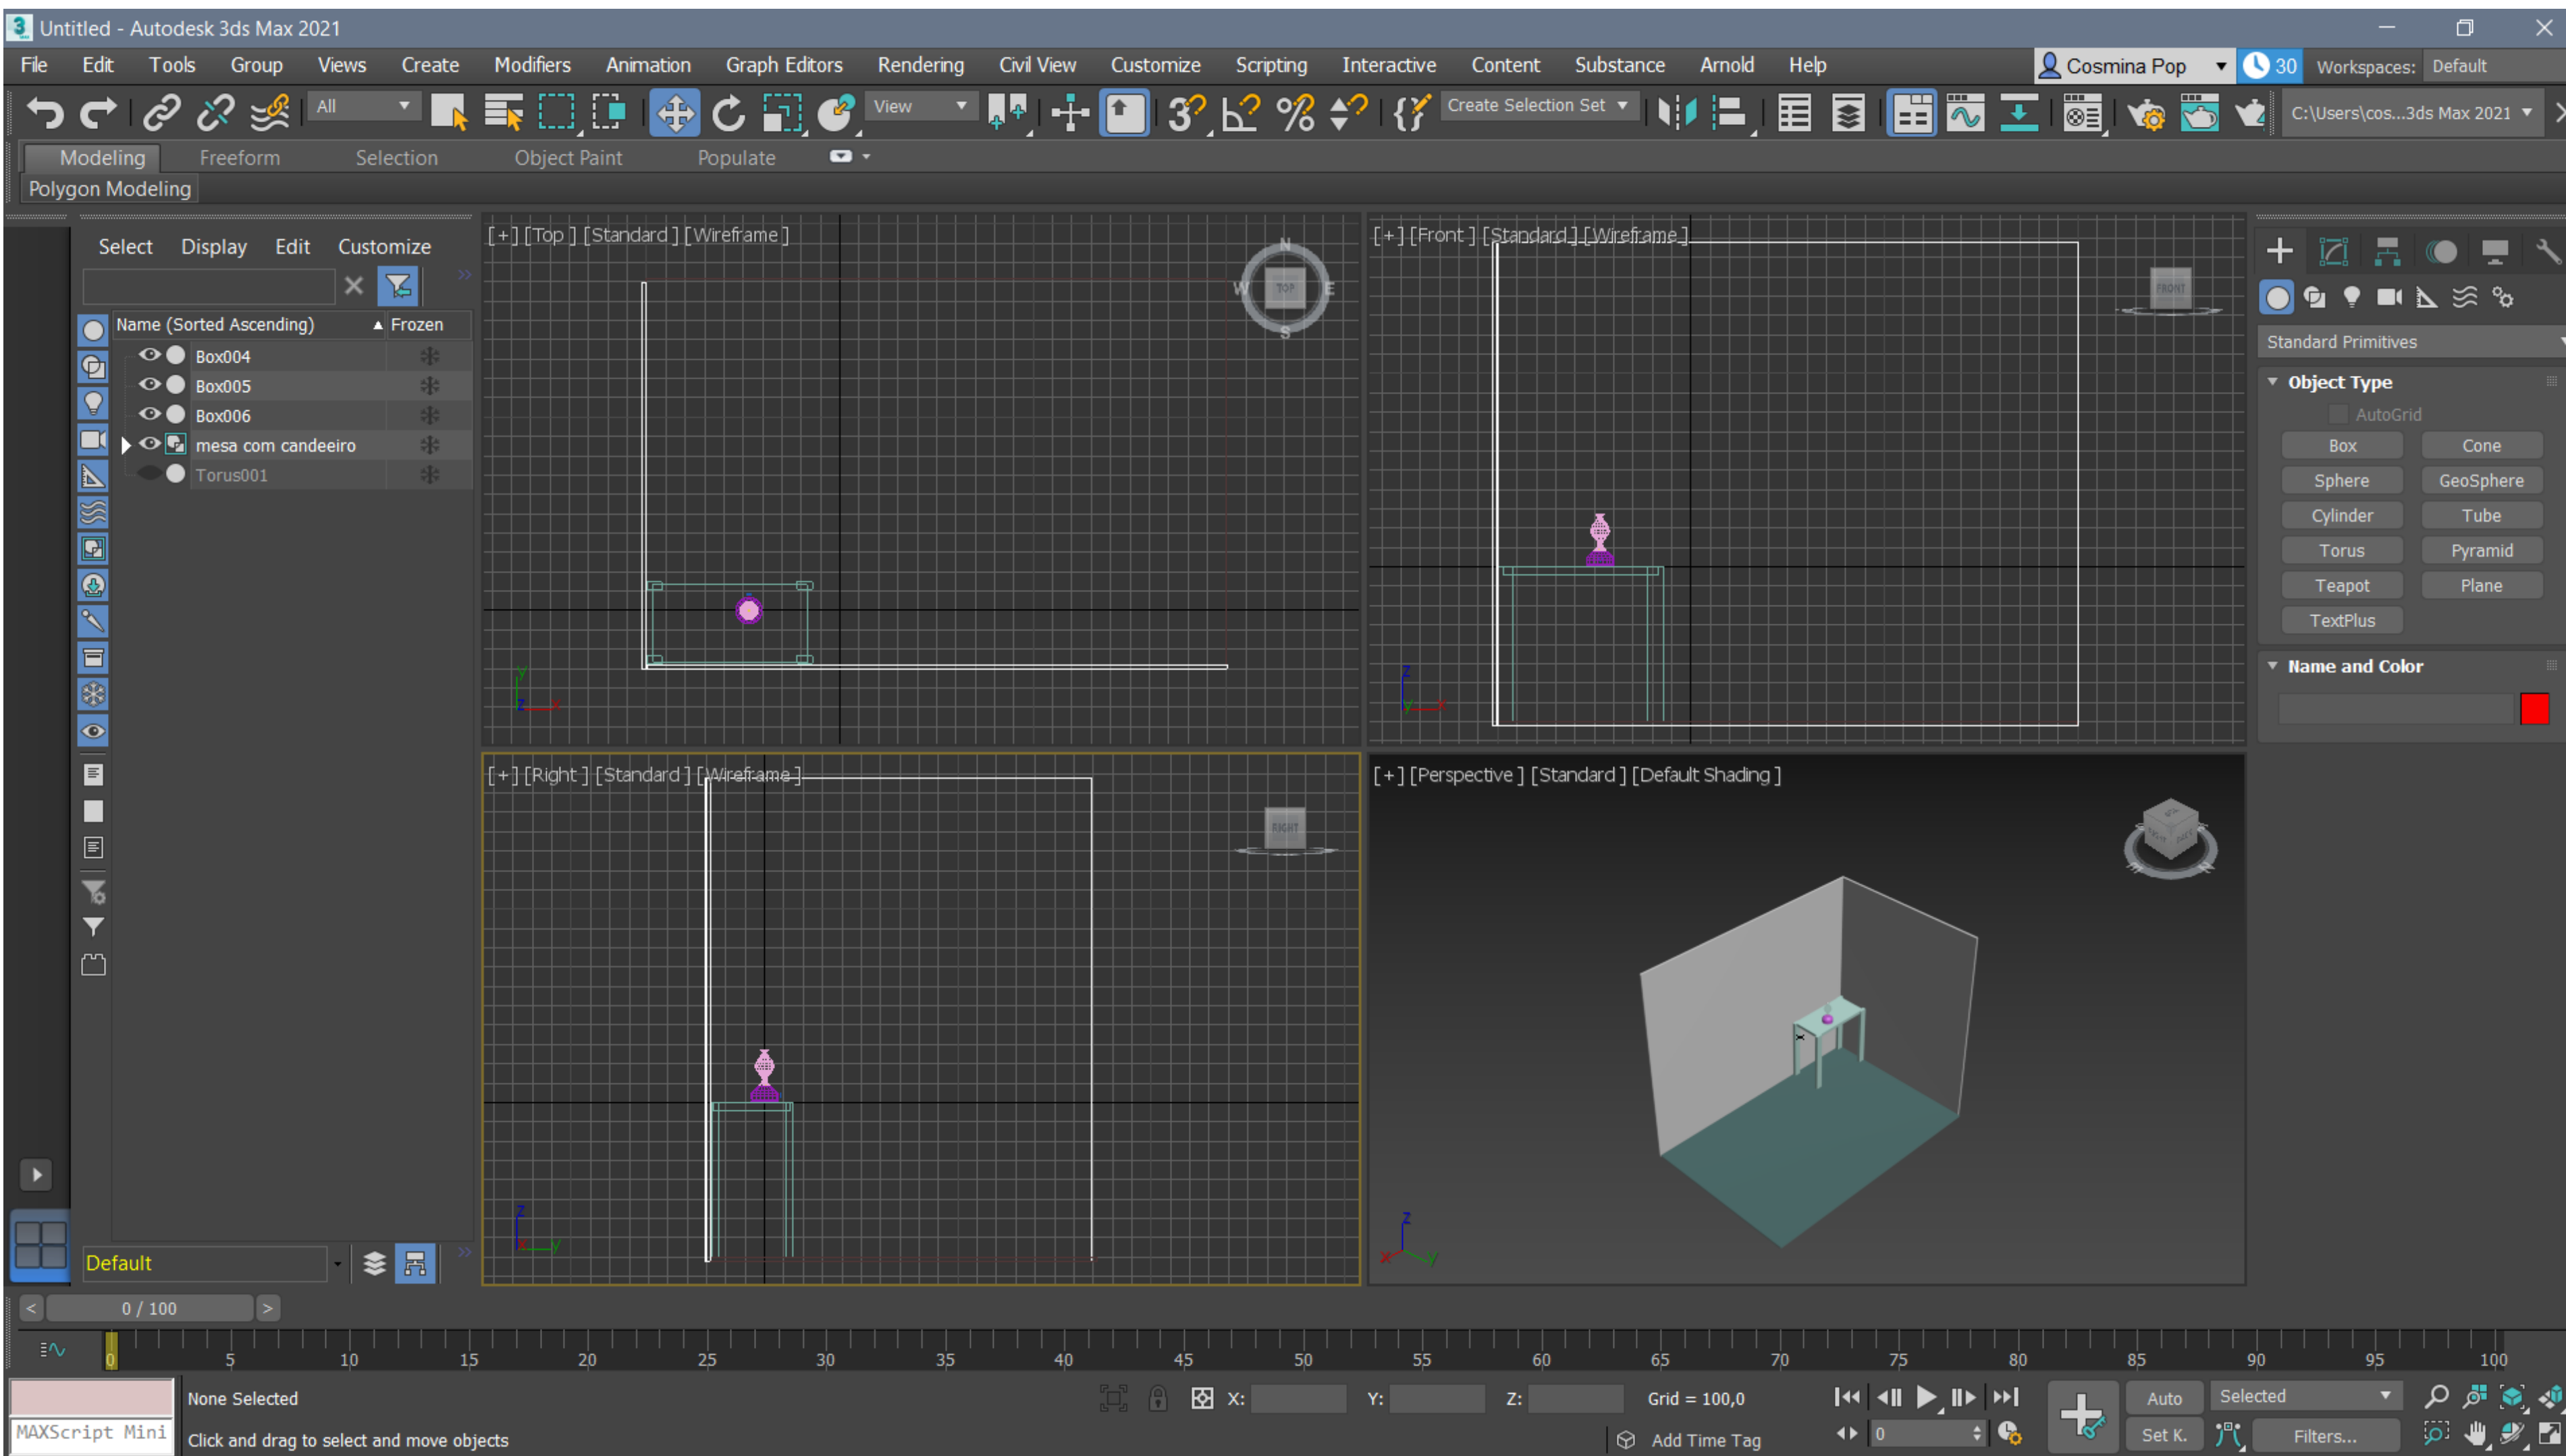 Untitled - Autodesk 3ds Max 2021
File Edit Tools Group Views Create Modifiers Animation Graph Editors Rendering Civil View Customize Scripting Interactive Content Substance Arnold Help Cosmina Pop 30 Workspaces: Default
All View Create Selection Set C:\Users\cos...3ds Max 2021
Modeling Freeform Selection Object Paint Populate
Polygon Modeling
Select Display Edit Customize
Name (Sorted Ascending) Frozen
Box004
Box005
Box006
mesa com candeeiro
Torus001
Default
[+] [Top ] [Standard ] [Wireframe ]
N
W TOP E
S
y
z x
[+] [Front ] [Standard ] [Wireframe ]
FRONT
z
y x
[+] [Right ] [Standard ] [Wireframe ]
RIGHT
z
x y
[+] [Perspective ] [Standard ] [Default Shading ]
z
x y
Standard Primitives
Object Type
AutoGrid
Box Cone
Sphere GeoSphere
Cylinder Tube
Torus Pyramid
Teapot Plane
TextPlus
Name and Color
< 0 / 100 >
0 5 10 15 20 25 30 35 40 45 50 55 60 65 70 75 80 85 90 95 100
None Selected X: Y: Z: Grid = 100,0 Auto Selected
MAXScript Mini Click and drag to select and move objects Add Time Tag 0 Set K. Filters...